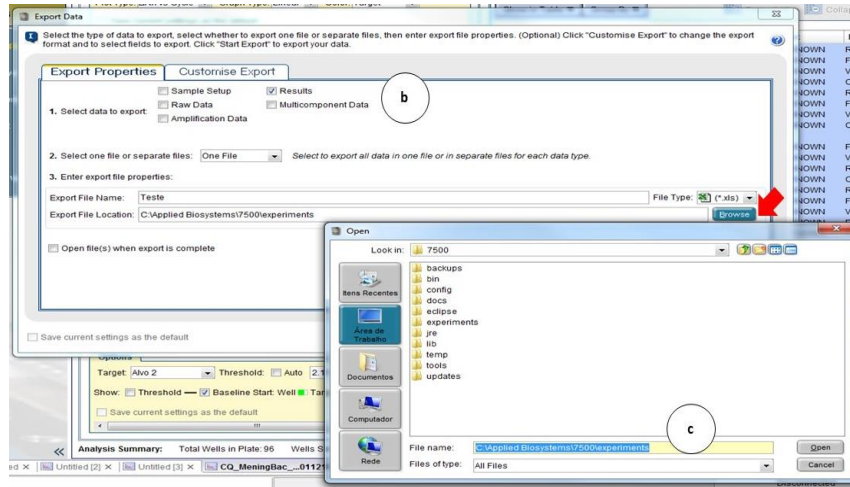 Export Data
Select the type of data to export, select whether to export one file or separate files, then enter export file properties. (Optional) Click "Customise Export" to change the export
format and to select fields to export. Click "Start Export" to export your data.
Export Properties Customise Export
1. Select data to export:
Sample Setup Results
Raw Data Multicomponent Data
Amplification Data
b
2. Select one file or separate files: One File Select to export all data in one file or in separate files for each data type.
3. Enter export file properties:
Export File Name: Teste File Type: (*.xls)
Export File Location: C:\Applied Biosystems\7500\experiments Browse
Open file(s) when export is complete
Save current settings as the default
Open
Look in: 7500
Itens Recentes
Área de
Trabalho
Documentos
Computador
Rede
backups
bin
config
docs
eclipse
experiments
jre
lib
temp
tools
updates
c
File name: C:\Applied Biosystems\7500\experiments Open
Files of type: All Files Cancel
Options
Target: Alvo 2 Threshold: Auto
Show: Threshold Baseline Start: Well
Save current settings as the default
Analysis Summary: Total Wells in Plate: 96 Wells
Untitled [2] Untitled [3] CQ_MeningBac_...0112
Disconnected